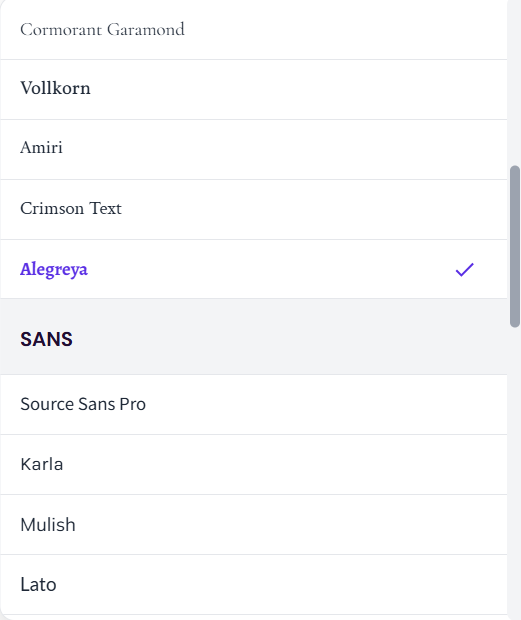 Cormorant Garamond
Vollkorn
Amiri
Crimson Text
Alegreya
SANS
Source Sans Pro
Karla
Mulish
Lato